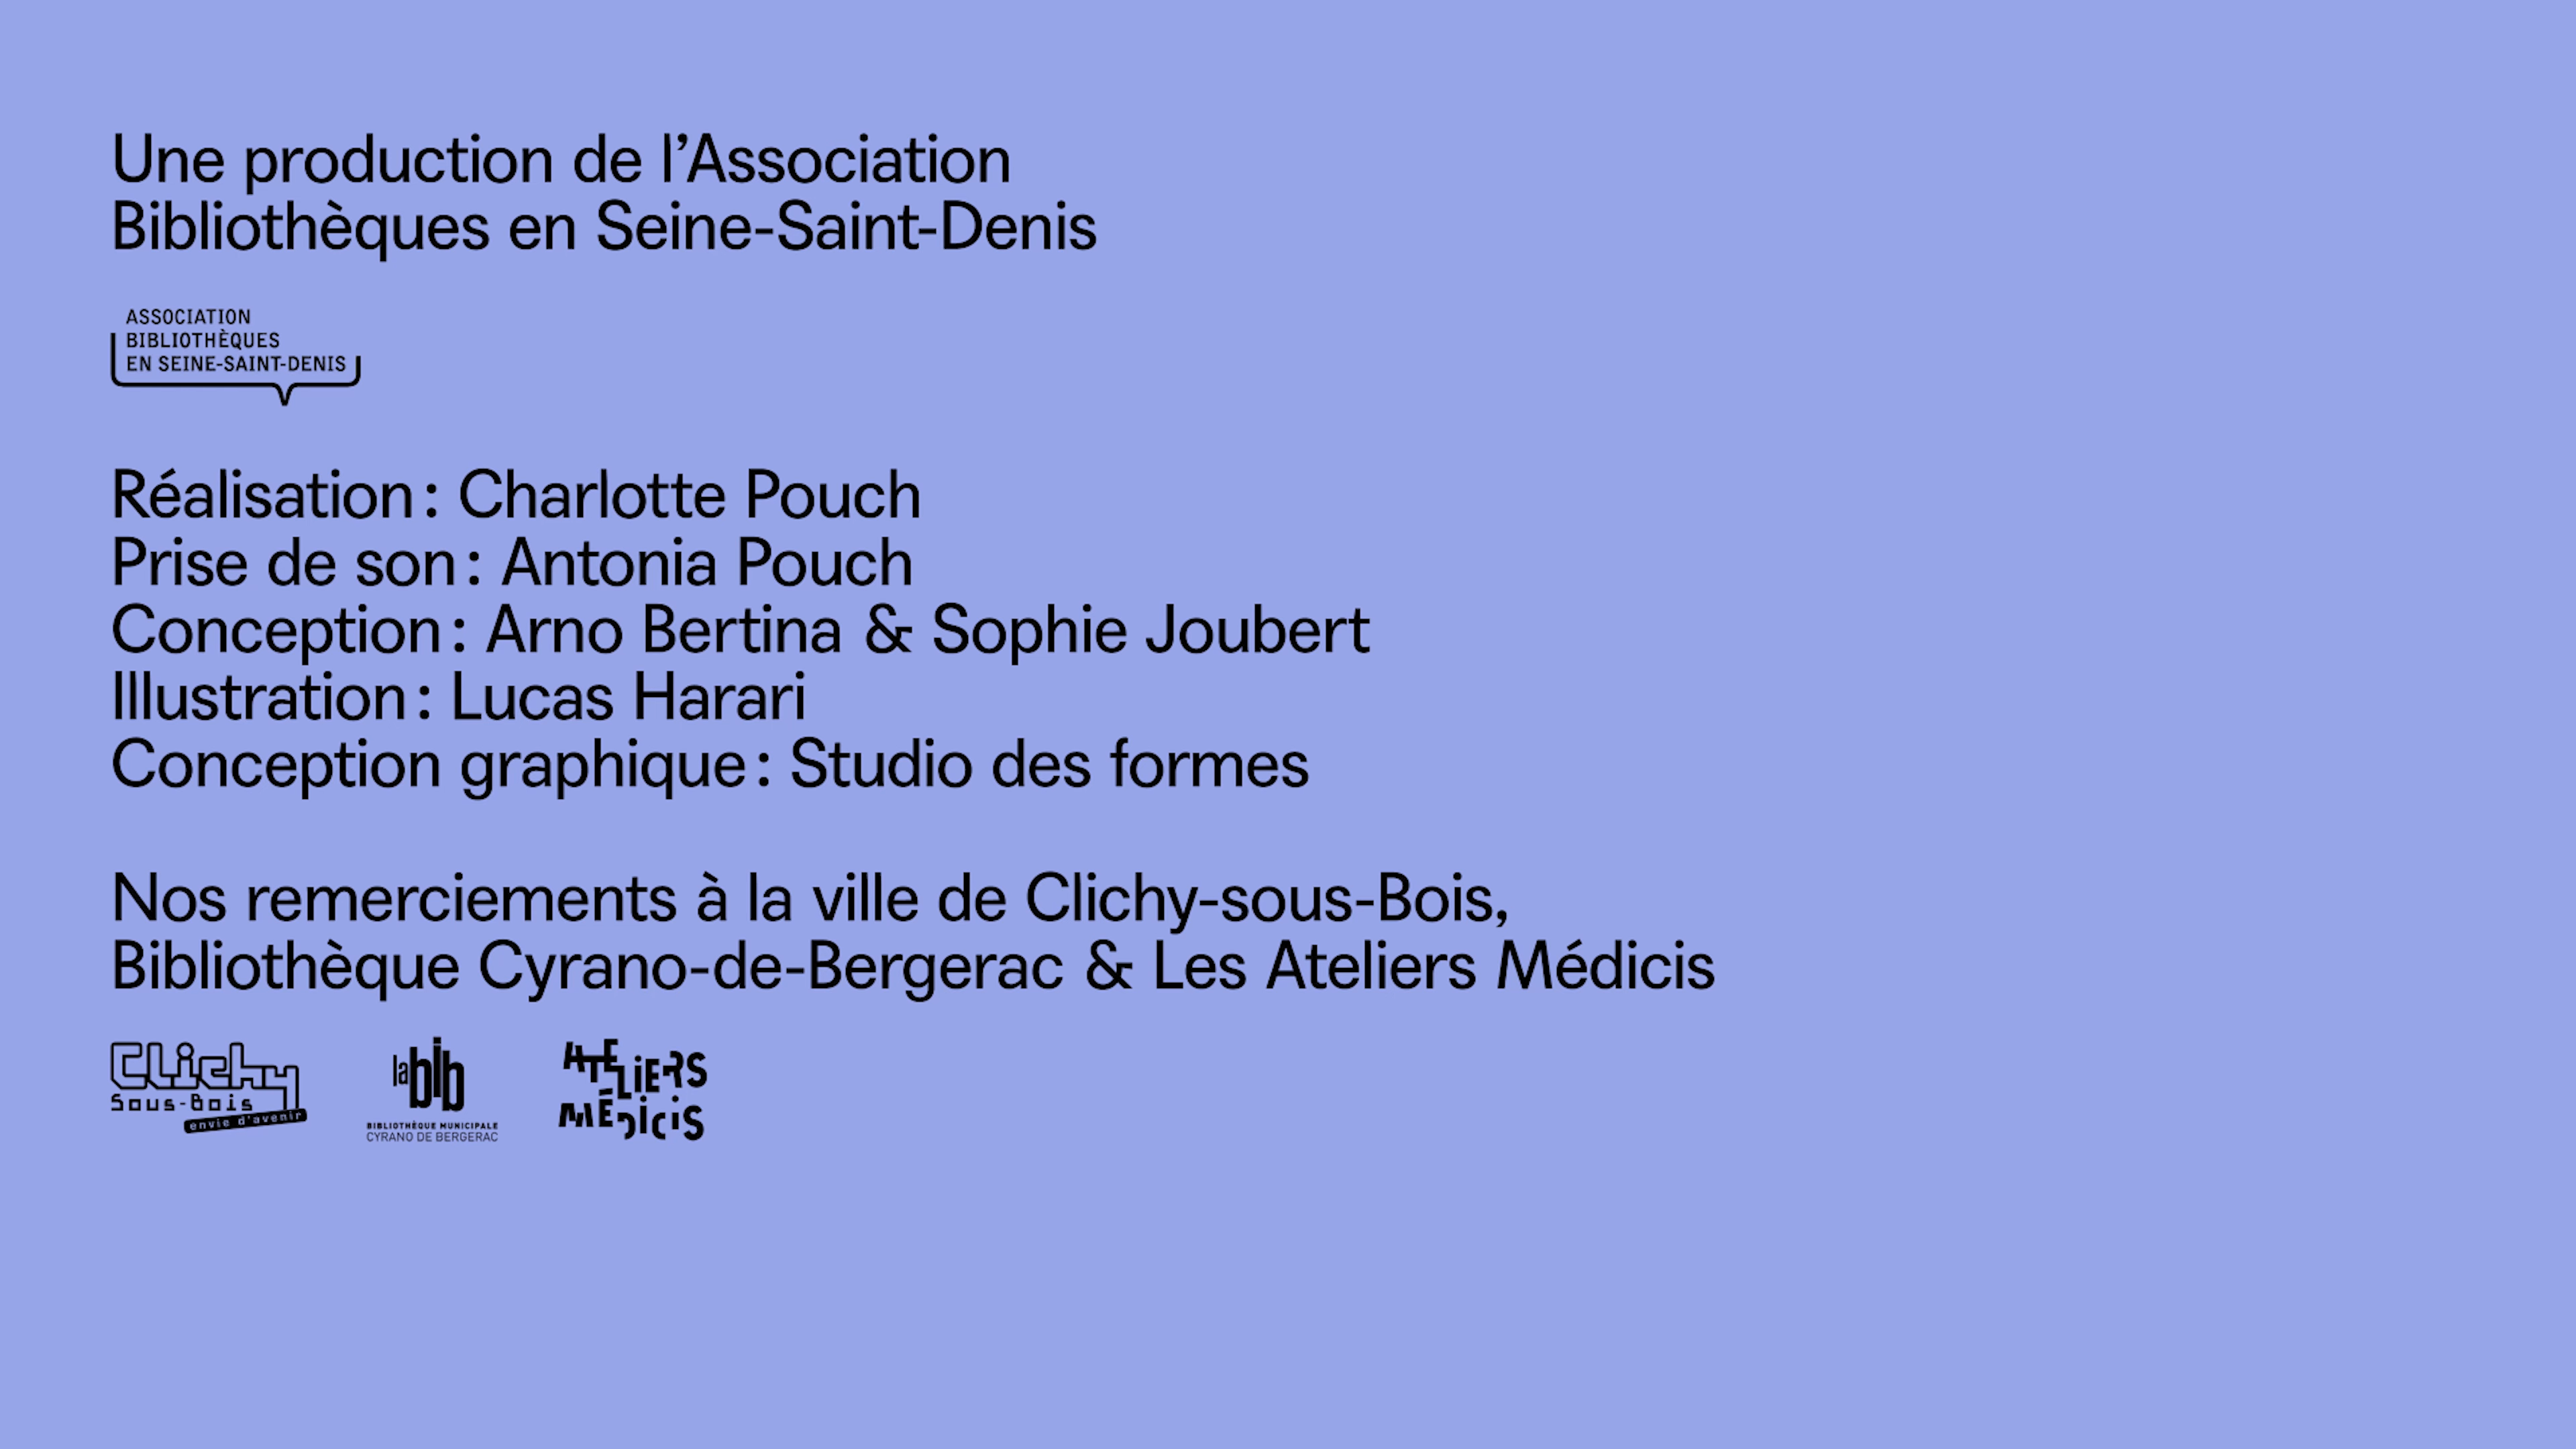 Une production de l’Association
Bibliothèques en Seine-Saint-Denis
ASSOCIATION
BIBLIOTHÈQUES
EN SEINE-SAINT-DENIS
Réalisation : Charlotte Pouch
Prise de son : Antonia Pouch
Conception : Arno Bertina & Sophie Joubert
Illustration : Lucas Harari
Conception graphique : Studio des formes
Nos remerciements à la ville de Clichy-sous-Bois,
Bibliothèque Cyrano-de-Bergerac & Les Ateliers Médicis
Clichy
Sous-Bois
envie d'avenir
la bib
BIBLIOTHÈQUE MUNICIPALE
CYRANO DE BERGERAC
ATELIERS
MÉDICIS